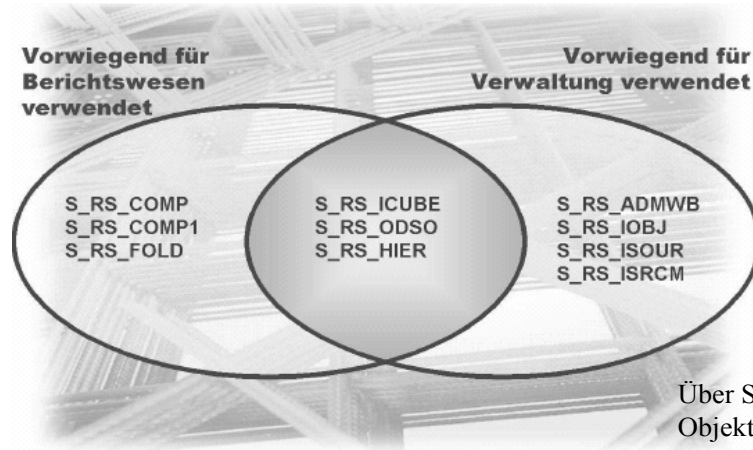 Vorwiegend für
Berichtswesen
verwendet
Vorwiegend für
Verwaltung verwendet
S_RS_COMP
S_RS_COMP1
S_RS_FOLD
S_RS_ICUBE
S_RS_ODSO
S_RS_HIER
S_RS_ADMWB
S_RS_IOBJ
S_RS_ISOUR
S_RS_ISRCM
Über S
Objekt